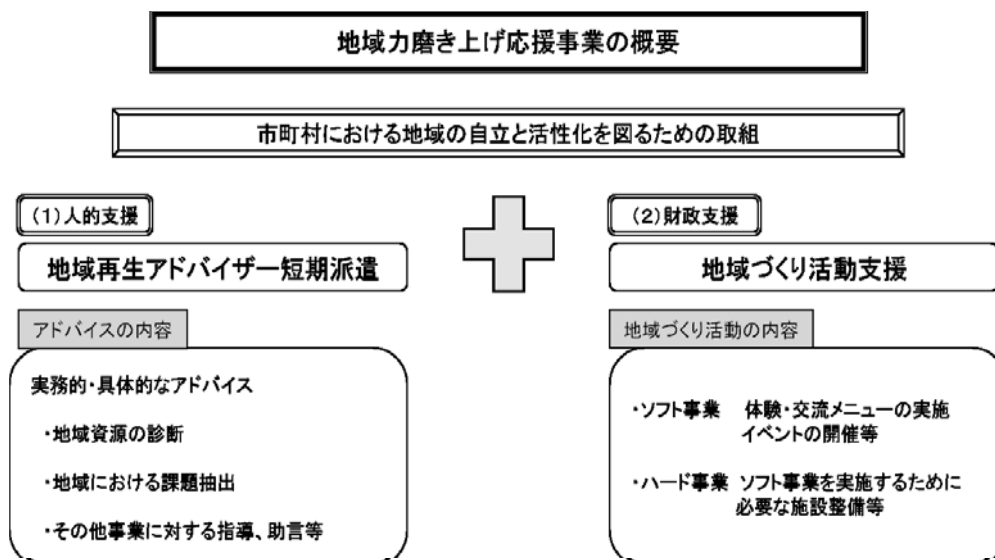 地域力磨き上げ応援事業の概要
市町村における地域の自立と活性化を図るための取組
(1)人的支援
地域再生アドバイザー短期派遣
アドバイスの内容
実務的・具体的なアドバイス
・地域資源の診断
・地域における課題抽出
・その他事業に対する指導、助言等
(2)財政支援
地域づくり活動支援
地域づくり活動の内容
・ソフト事業 体験・交流メニューの実施
イベントの開催等
・ハード事業 ソフト事業を実施するために
必要な施設整備等